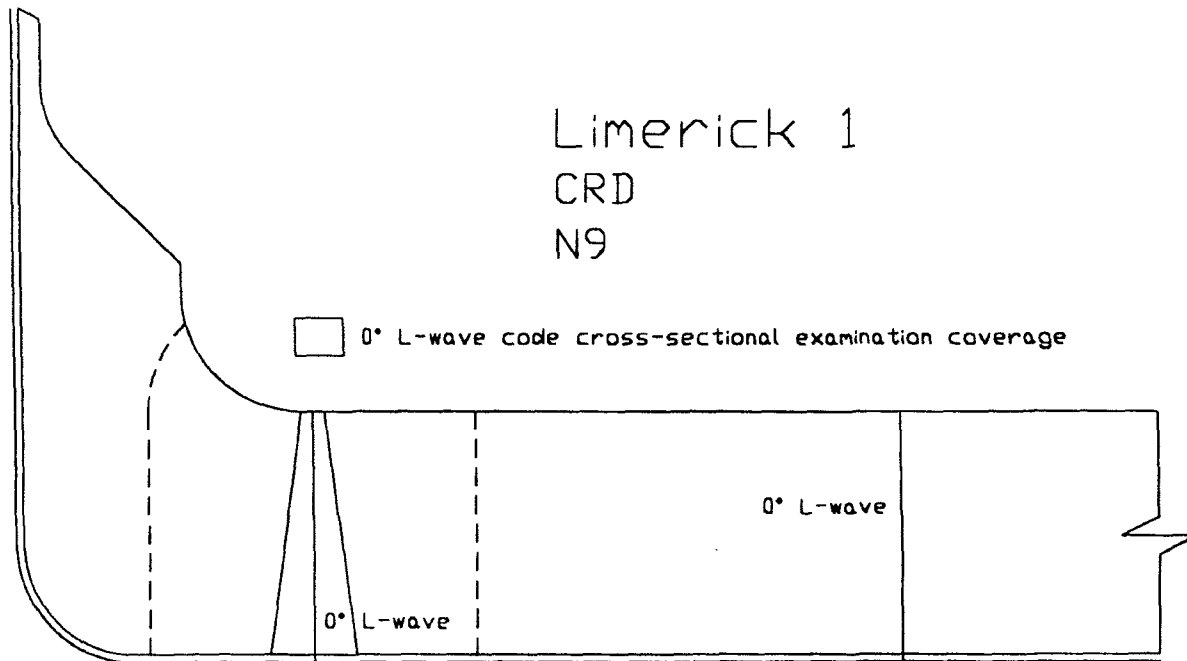 Limerick 1
CRD
N9
0° L-wave code cross-sectional examination coverage
0° L-wave
0° L-wave